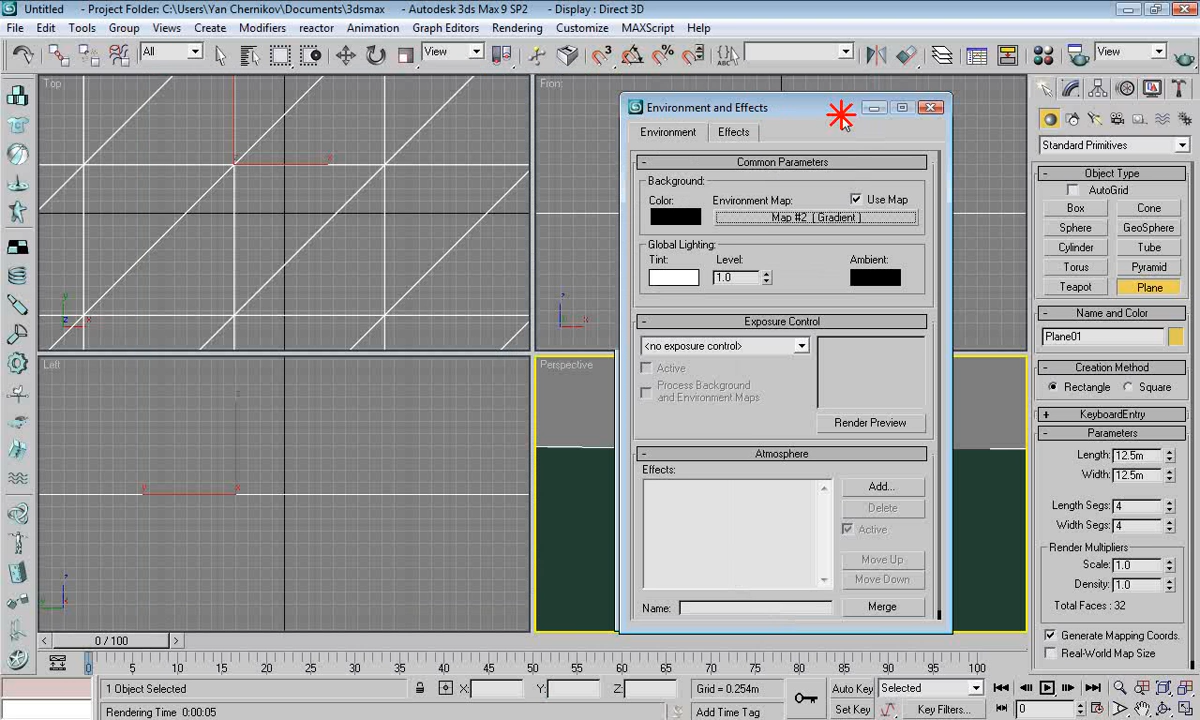 Untitled - Project Folder: C:\Users\Yan Chernikov\Documents\3dsmax - Autodesk 3ds Max 9 SP2 - Display : Direct 3D
File Edit Tools Group Views Create Modifiers reactor Animation Graph Editors Rendering Customize MAXScript Help
All View View
Top
Fron
Left
Perspective
Environment and Effects
Environment Effects
- Common Parameters
Background:
Color: Environment Map: Use Map
Map #2 ( Gradient )
Global Lighting:
Tint: Level: Ambient:
1.0
- Exposure Control
<no exposure control>
Active
Process Background
and Environment Maps
Render Preview
- Atmosphere
Effects:
Add...
Delete
Active
Move Up
Move Down
Name: Merge
Standard Primitives
- Object Type
AutoGrid
Box Cone
Sphere GeoSphere
Cylinder Tube
Torus Pyramid
Teapot Plane
- Name and Color
Plane01
- Creation Method
Rectangle Square
+ KeyboardEntry
- Parameters
Length: 12.5m
Width: 12.5m
Length Segs: 4
Width Segs: 4
Render Multipliers
Scale: 1.0
Density: 1.0
Total Faces : 32
Generate Mapping Coords.
Real-World Map Size
< 0 / 100 >
0 5 10 15 20 25 30 35 40 45 50 55 60 65 70 75 80 85 90 95 100
1 Object Selected X: Y: Z: Grid = 0.254m Auto Key Selected
Rendering Time 0:00:05 Add Time Tag Set Key Key Filters... 0